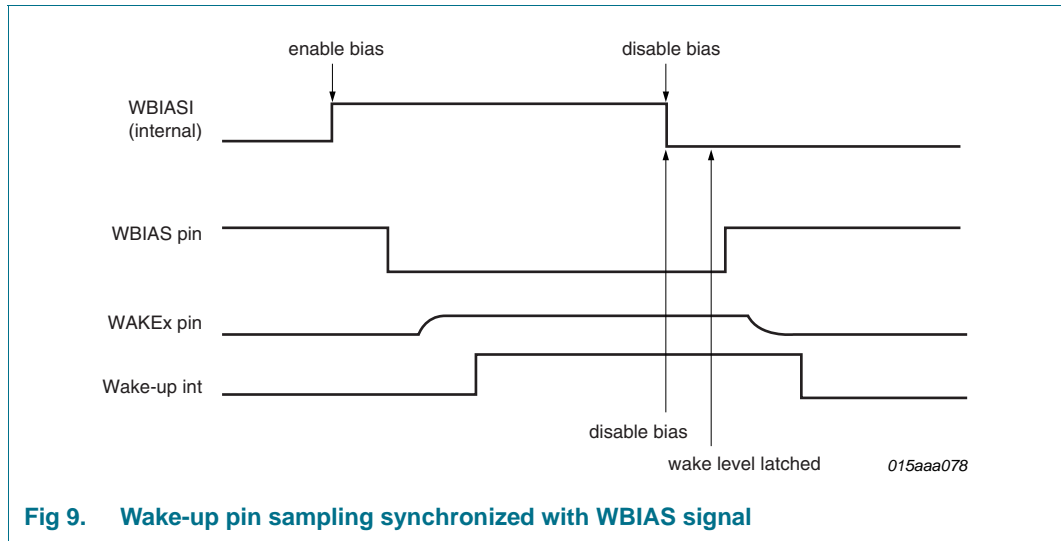 enable bias
disable bias
WBIASI
(internal)
WBIAS pin
WAKEx pin
Wake-up int
disable bias
wake level latched
015aaa078
Fig 9. Wake-up pin sampling synchronized with WBIAS signal